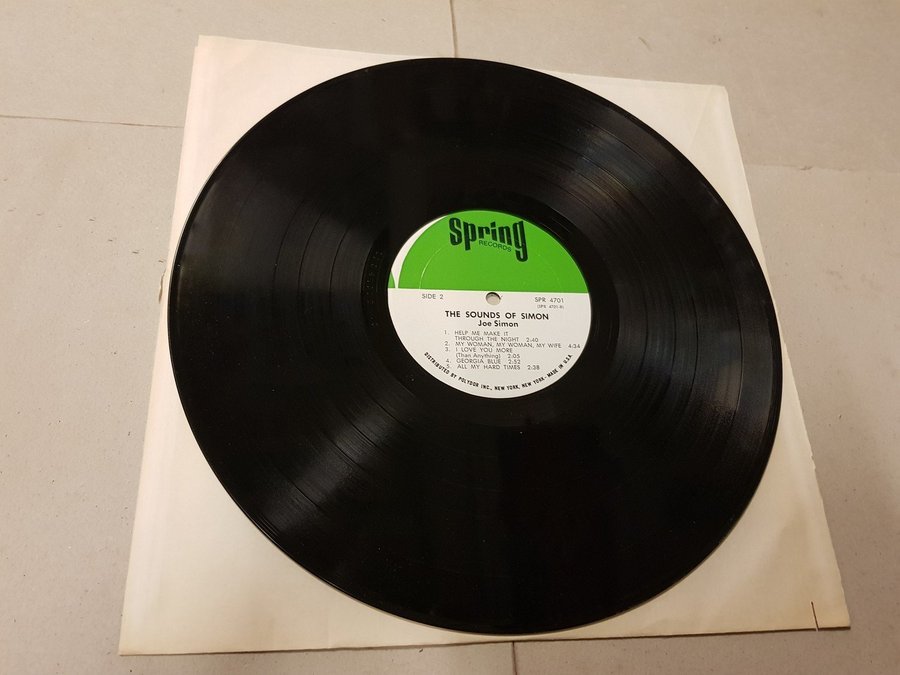 Spring
RECORDS
SIDE 2
SPR 4701
(SPR 4701-B)
THE SOUNDS OF SIMON
Joe Simon
1. HELP ME MAKE IT
THROUGH THE NIGHT 2:40
2. MY WOMAN, MY WOMAN, MY WIFE 4:34
3. I LOVE YOU MORE
(Than Anything) 2:05
4. GEORGIA BLUE 2:52
5. ALL MY HARD TIMES 2:38
DISTRIBUTED BY POLYDOR INC., NEW YORK, NEW YORK · MADE IN U.S.A.